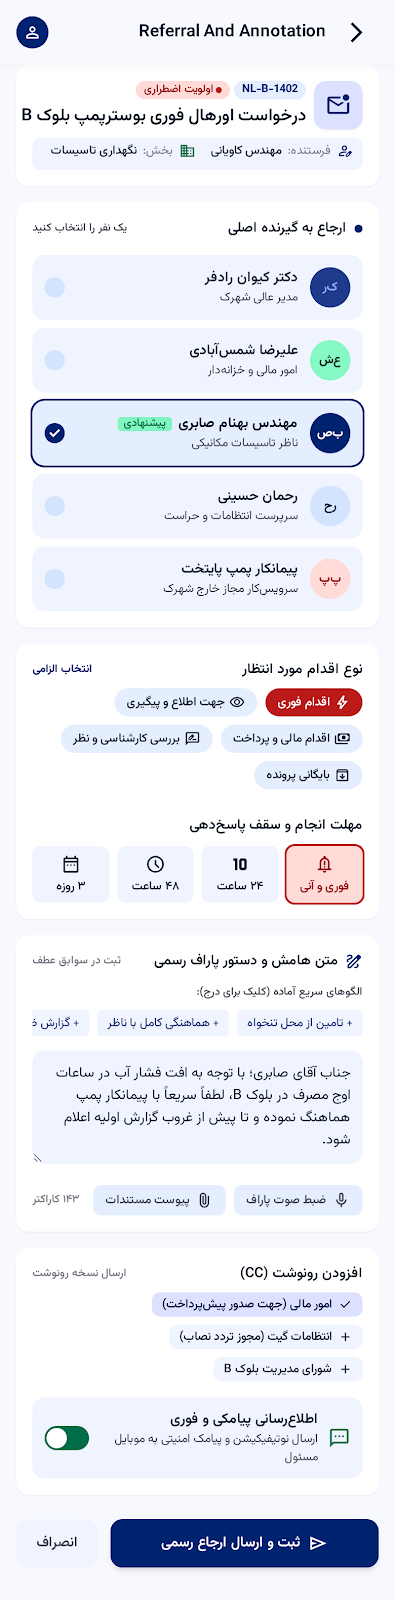 Referral And Annotation
NL-B-1402 اولویت اضطراری
درخواست اورهال فوری بوسترپمپ بلوک B
فرستنده: مهندس کاویانی بخش: نگهداری تاسیسات
ارجاع به گیرنده اصلی یک نفر را انتخاب کنید
ک‌ر
دکتر کیوان رادفر
مدیر عالی شهرک
ع‌ش
علیرضا شمس‌آبادی
امور مالی و خزانه‌دار
ب‌ص
مهندس بهنام صابری پیشنهادی
ناظر تاسیسات مکانیکی
ر‌ح
رحمان حسینی
سرپرست انتظامات و حراست
پ‌پ
پیمانکار پمپ پایتخت
سرویس‌کار مجاز خارج شهرک
نوع اقدام مورد انتظار انتخاب الزامی
اقدام فوری جهت اطلاع و پیگیری
اقدام مالی و پرداخت بررسی کارشناسی و نظر
بایگانی پرونده
مهلت انجام و سقف پاسخ‌دهی
10
فوری و آنی ۲۴ ساعت ۴۸ ساعت ۳ روزه
متن هامش و دستور پاراف رسمی ثبت در سوابق عطف
الگوهای سریع آماده (کلیک برای درج):
+ تامین از محل تنخواه + هماهنگی کامل با ناظر + گزارش
جناب آقای صابری؛ با توجه به افت فشار آب در ساعات
اوج مصرف در بلوک B، لطفاً سریعاً با پیمانکار پمپ
هماهنگ نموده و تا پیش از غروب گزارش اولیه اعلام
شود.
ضبط صوت پاراف پیوست مستندات ۱۴۳ کاراکتر
افزودن رونوشت (CC) ارسال نسخه رونوشت
امور مالی (جهت صدور پیش‌پرداخت)
+ انتظامات گیت (مجوز تردد نصاب)
+ شورای مدیریت بلوک B
اطلاع‌رسانی پیامکی و فوری
ارسال نوتیفیکیشن و پیامک امنیتی به موبایل
مسئول
ثبت و ارسال ارجاع رسمی انصراف